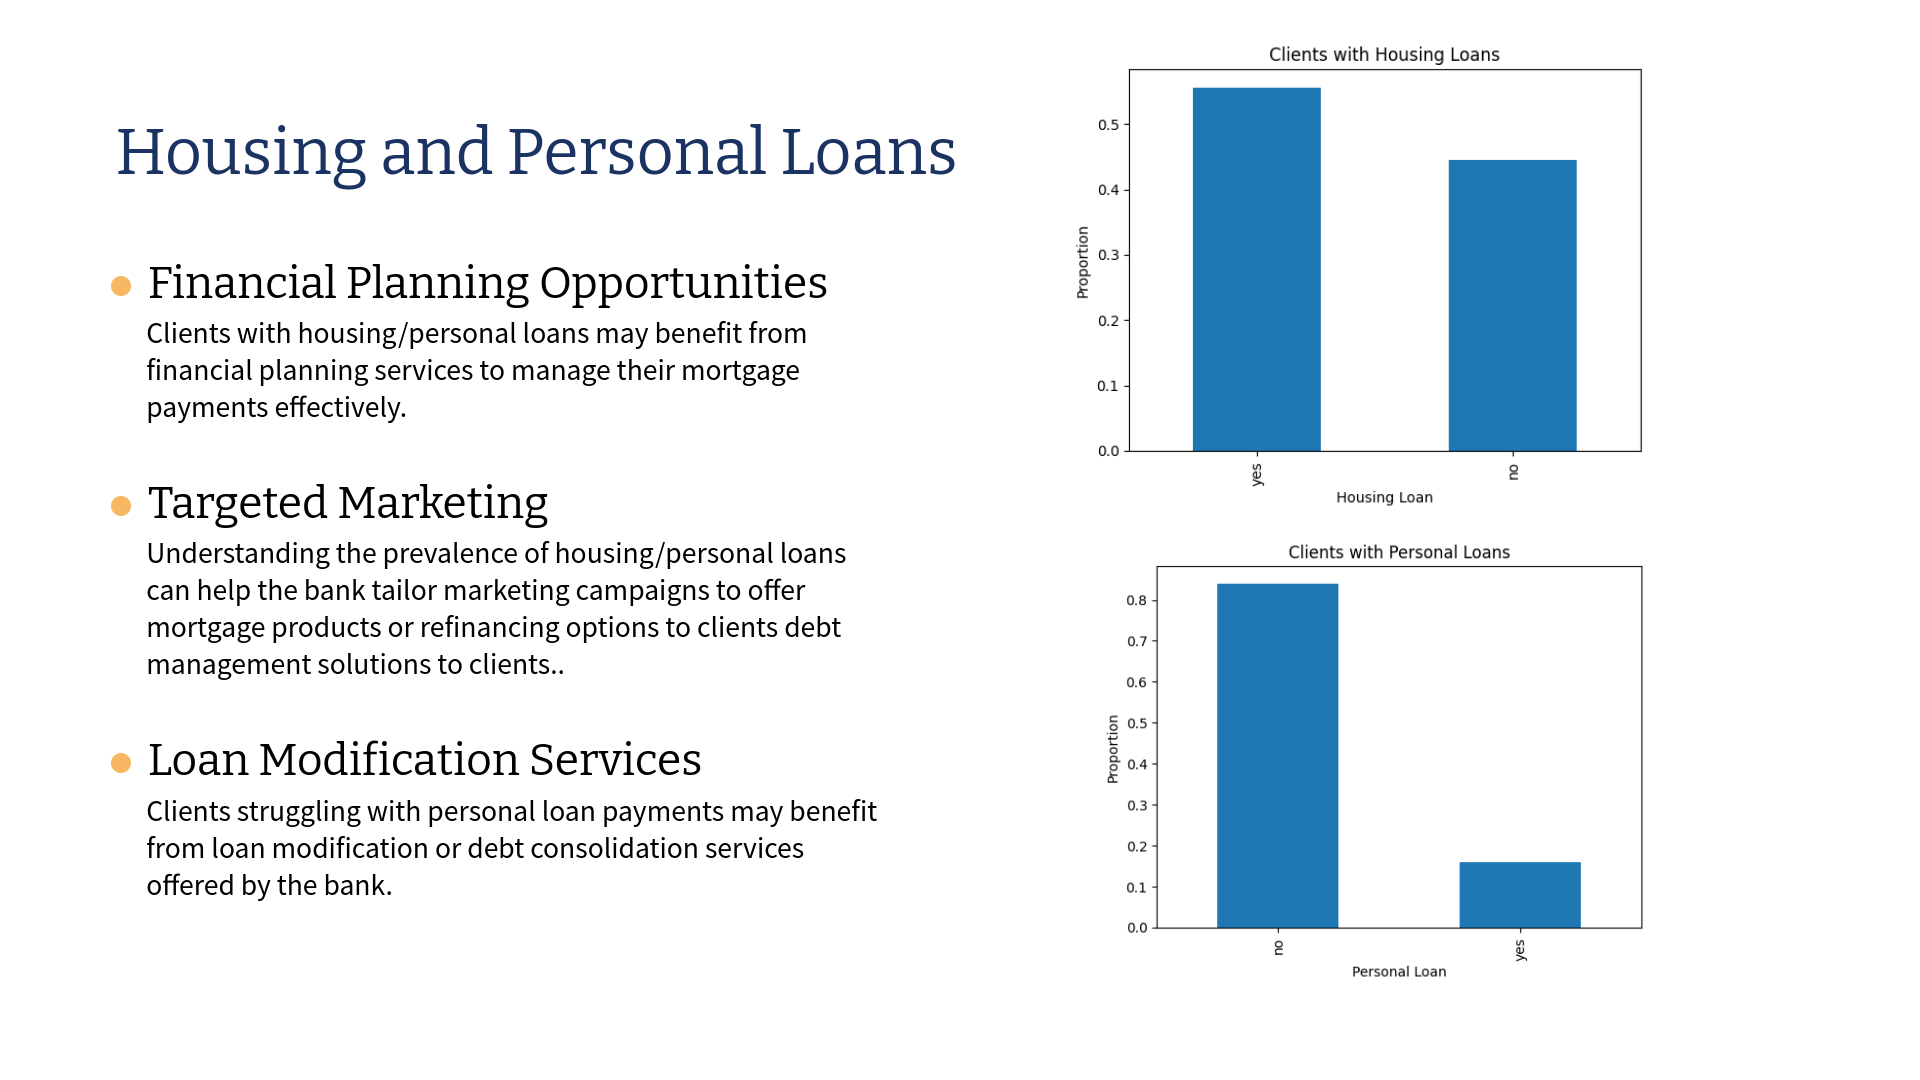 Housing and Personal Loans
Financial Planning Opportunities
Clients with housing/personal loans may benefit from
financial planning services to manage their mortgage
payments effectively.
Targeted Marketing
Understanding the prevalence of housing/personal loans
can help the bank tailor marketing campaigns to offer
mortgage products or refinancing options to clients debt
management solutions to clients..
Loan Modification Services
Clients struggling with personal loan payments may benefit
from loan modification or debt consolidation services
offered by the bank.
Clients with Housing Loans
Proportion
0.5
0.4
0.3
0.2
0.1
0.0
yes
no
Housing Loan
Clients with Personal Loans
Proportion
0.8
0.7
0.6
0.5
0.4
0.3
0.2
0.1
0.0
no
yes
Personal Loan